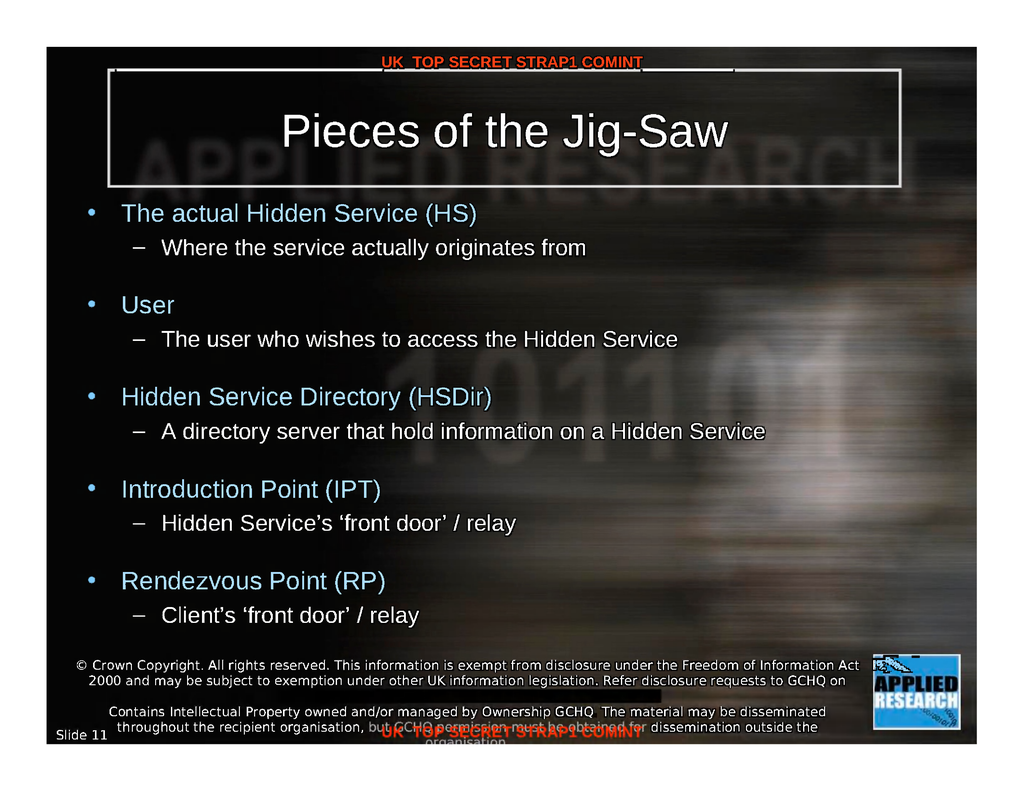 UK TOP SECRET STRAP1 COMINT
Pieces of the Jig-Saw
APPLIED RESEARCH
• The actual Hidden Service (HS)
– Where the service actually originates from
• User
– The user who wishes to access the Hidden Service
101101
• Hidden Service Directory (HSDir)
– A directory server that hold information on a Hidden Service
• Introduction Point (IPT)
– Hidden Service’s ‘front door’ / relay
• Rendezvous Point (RP)
– Client’s ‘front door’ / relay
© Crown Copyright. All rights reserved. This information is exempt from disclosure under the Freedom of Information Act
2000 and may be subject to exemption under other UK information legislation. Refer disclosure requests to GCHQ on
Contains Intellectual Property owned and/or managed by Ownership GCHQ The material may be disseminated
throughout the recipient organisation, but GCHQ permission must be obtained for dissemination outside the
organisation
UK TOP SECRET STRAP1 COMINT
Slide 11
APPLIED
RESEARCH